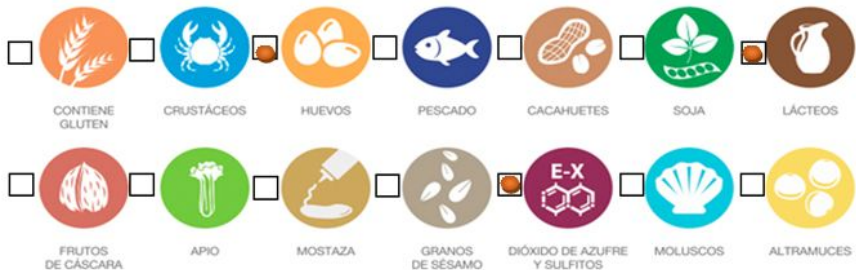 CONTIENE
GLUTEN
CRUSTÁCEOS
HUEVOS
PESCADO
CACAHUETES
SOJA
LÁCTEOS
FRUTOS
DE CÁSCARA
APIO
MOSTAZA
GRANOS
DE SÉSAMO
E-X
DIÓXIDO DE AZUFRE
Y SULFITOS
MOLUSCOS
ALTRAMUCES